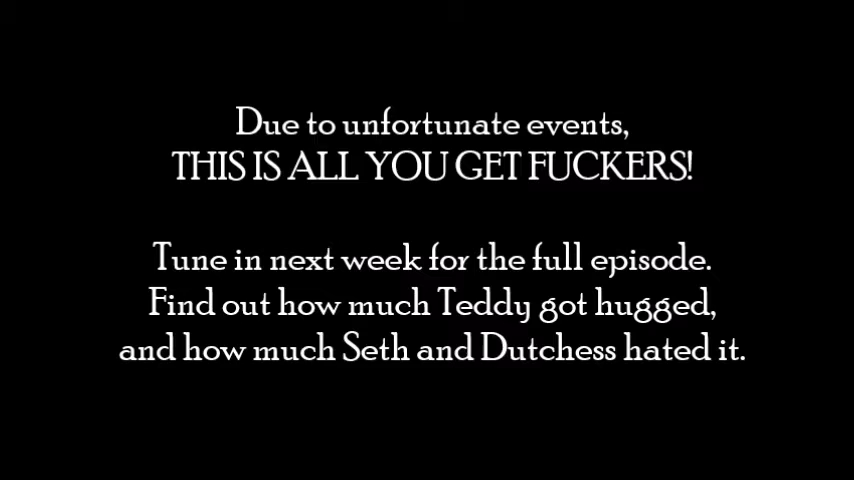 Due to unfortunate events,
THIS IS ALL YOU GET FUCKERS!
Tune in next week for the full episode.
Find out how much Teddy got hugged,
and how much Seth and Dutchess hated it.